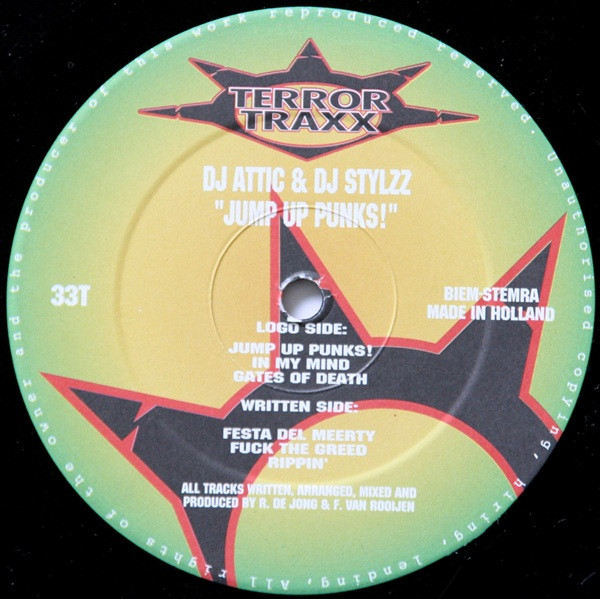 TERROR
TRAXX
DJ ATTIC & DJ STYLZZ
"JUMP UP PUNKS!"
33T
BIEM-STEMRA
MADE IN HOLLAND
LOGO SIDE:
JUMP UP PUNKS!
IN MY MIND
GATES OF DEATH
WRITTEN SIDE:
FESTA DEL MEERTY
FUCK THE GREED
RIPPIN'
ALL TRACKS WRITTEN, ARRANGED, MIXED AND
PRODUCED BY R. DE JONG & F. VAN ROOIJEN
All rights of the owner and the producer of this work reproduced reserved. Unauthorised copying, hiring, lending,